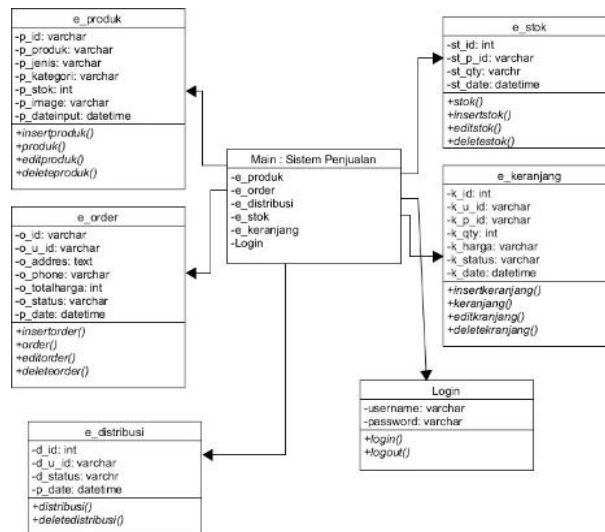 e_produk
-p_id: varchar
-p_produk: varchar
-p_jenis: varchar
-p_kategori: varchar
-p_stok: int
-p_image: varchar
-p_dateinput: datetime
+insertproduk()
+produk()
+editproduk()
+deleteproduk()
e_stok
-st_id: int
-st_p_id: varchar
-st_qty: varchr
-st_date: datetime
+stok()
+insertstok()
+editstok()
+deletestok()
Main : Sistem Penjualan
-e_produk
-e_order
-e_distribusi
-e_stok
-e_keranjang
-Login
e_keranjang
-k_id: int
-k_u_id: varchar
-k_p_id: varchar
-k_qty: int
-k_harga: varchar
-k_status: varchar
-k_date: datetime
+insertkeranjang()
+keranjang()
+editkranjang()
+deletekranjang()
e_order
-o_id: varchar
-o_u_id: varchar
-o_addres: text
-o_phone: varchar
-o_totalharga: int
-o_status: varchar
-p_date: datetime
+insertorder()
+order()
+editorder()
+deleteorder()
Login
-username: varchar
-password: varchar
+login()
+logout()
e_distribusi
-d_id: int
-d_u_id: varchar
-d_status: varchr
-p_date: datetime
+distribusi()
+deletedistribusi()